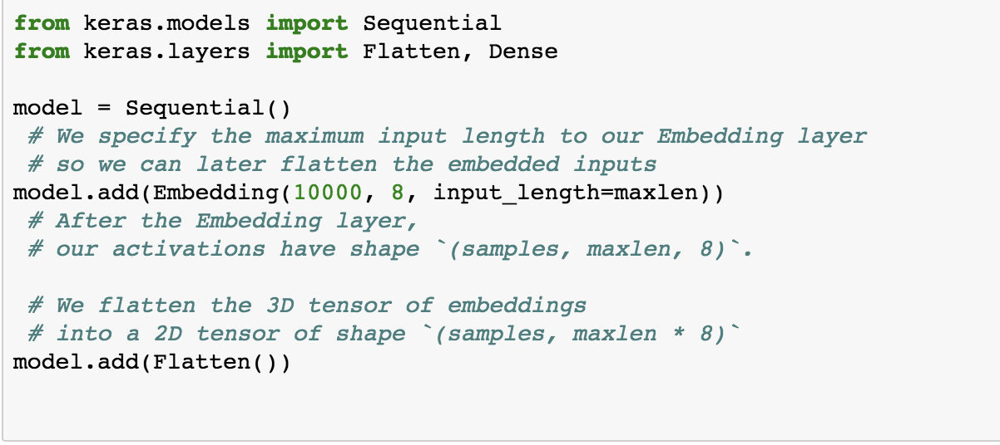 from keras.models import Sequential
from keras.layers import Flatten, Dense
model = Sequential()
# We specify the maximum input length to our Embedding layer
# so we can later flatten the embedded inputs
model.add(Embedding(10000, 8, input_length=maxlen))
# After the Embedding layer,
# our activations have shape `(samples, maxlen, 8)`.
# We flatten the 3D tensor of embeddings
# into a 2D tensor of shape `(samples, maxlen * 8)`
model.add(Flatten())